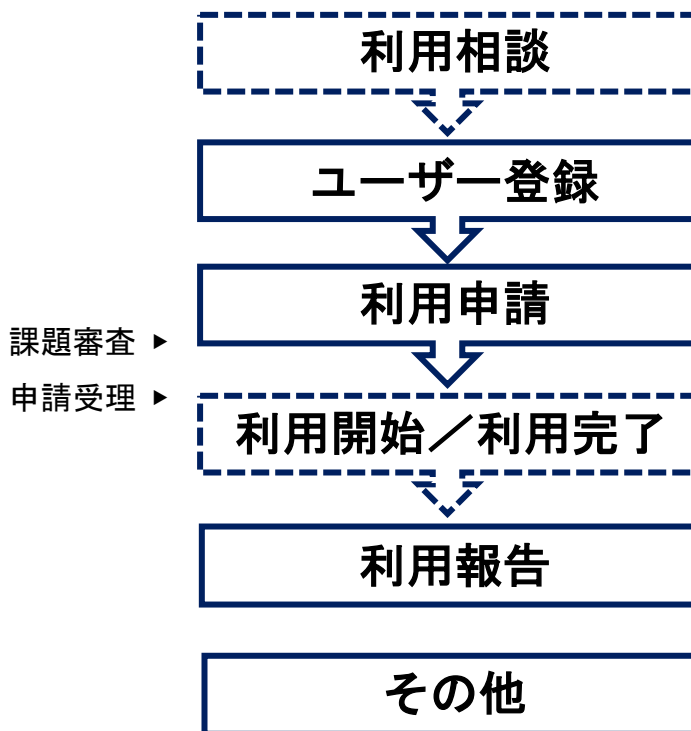 利用相談
ユーザー登録
利用申請
課題審査 ▶
申請受理 ▶
利用開始／利用完了
利用報告
その他